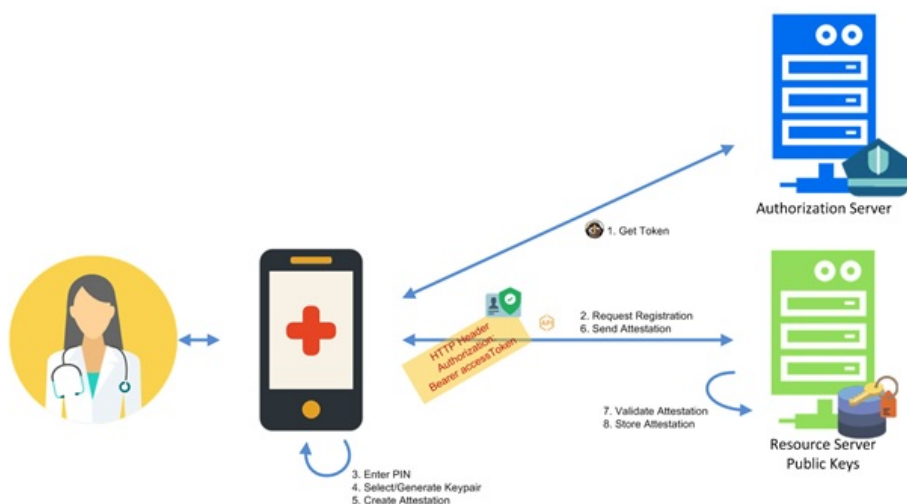 Authorization Server
1. Get Token
2. Request Registration
6. Send Attestation
API
HTTP Header
Authorization:
Bearer accessToken
7. Validate Attestation
8. Store Attestation
Resource Server
Public Keys
3. Enter PIN
4. Select/Generate Keypair
5. Create Attestation